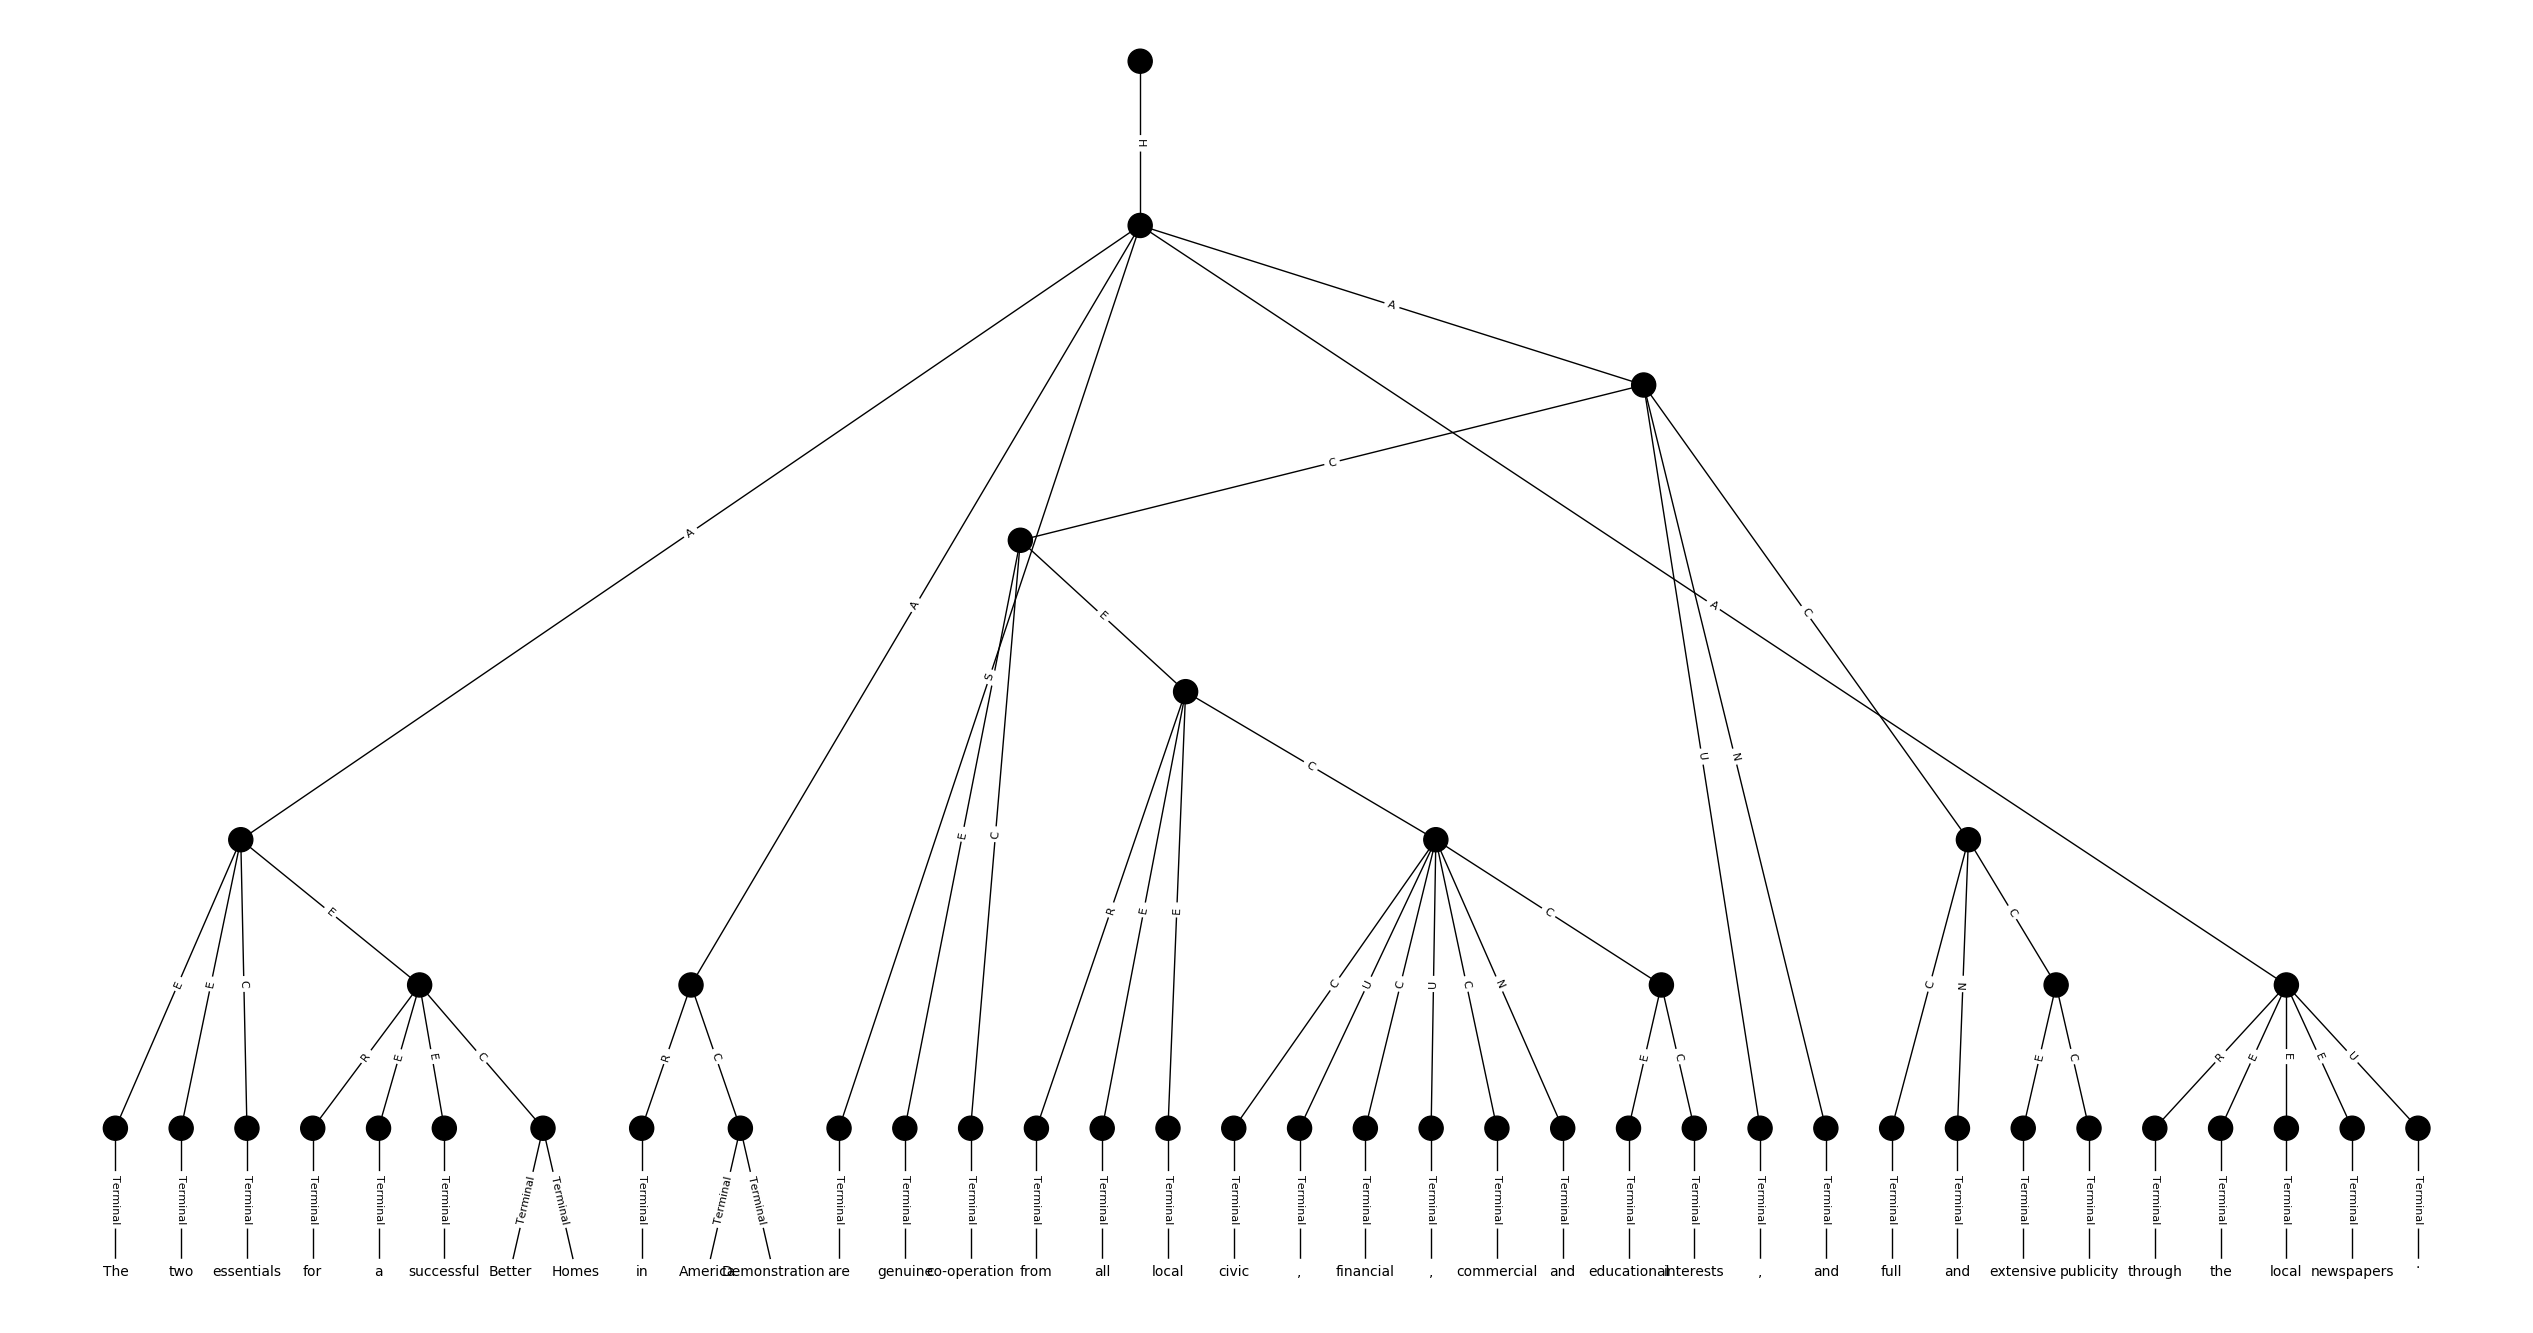 H
A
A
C
A
E
A
A
C
S
U
N
C
E
C
E
R
E
E
C
C
E
E
C
C
U
C
U
C
N
C
N
R
E
E
C
R
C
E
C
E
C
R
E
E
E
U
Terminal Terminal Terminal Terminal Terminal Terminal Terminal Terminal Terminal Terminal Terminal Terminal Terminal Terminal Terminal Terminal Terminal Terminal Terminal Terminal Terminal Terminal Terminal Terminal Terminal Terminal Terminal Terminal Terminal Terminal Terminal Terminal Terminal Terminal Terminal Terminal
The two essentials for a successful Better Homes in America Demonstration are genuine co-operation from all local civic , financial , commercial and educational interests , and full and extensive publicity through the local newspapers .